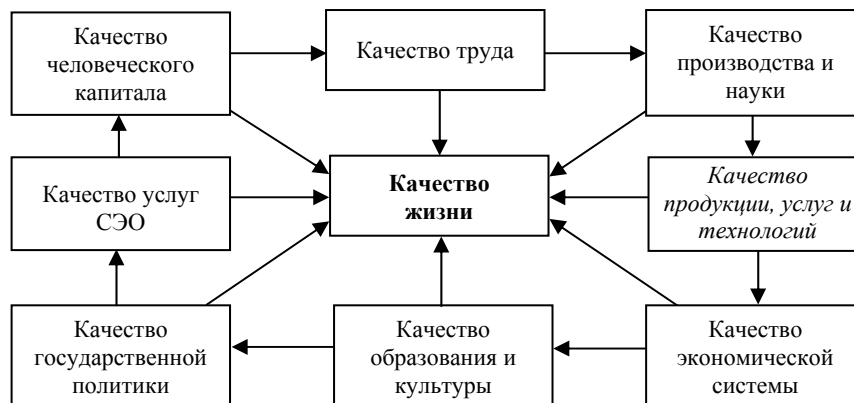 Качество
человеческого
капитала
Качество труда
Качество
производства и
науки
Качество услуг
СЭО
Качество
жизни
Качество
продукции, услуг и
технологий
Качество
государственной
политики
Качество
образования и
культуры
Качество
экономической
системы